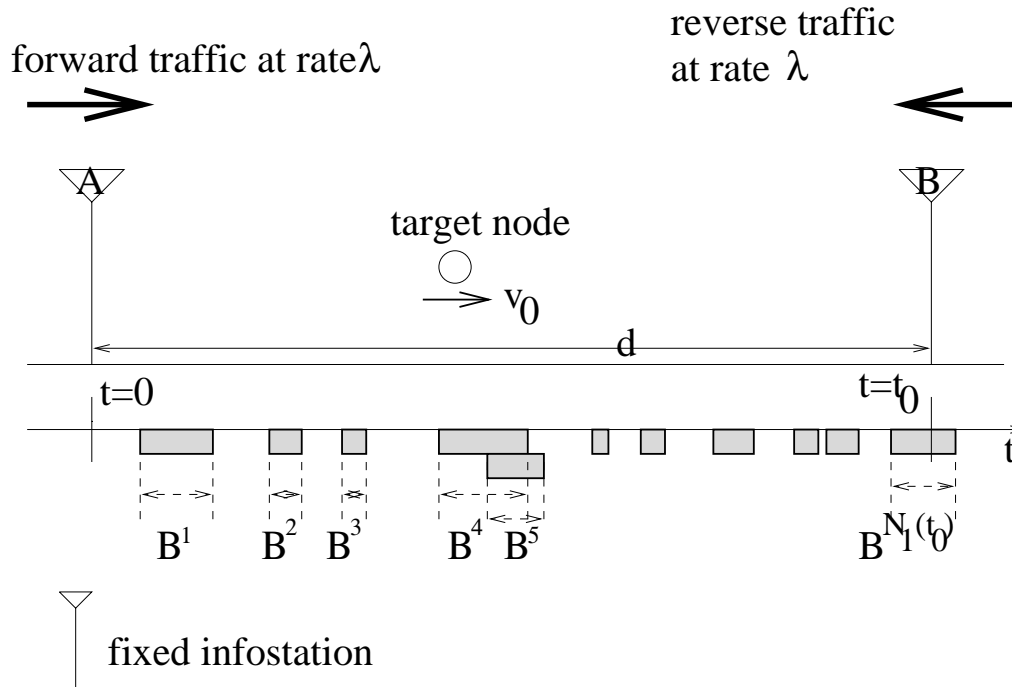 forward traffic at rate λ
reverse traffic
at rate λ
A
B
target node
v0
d
t=0
t=t0
t
B1
B2
B3
B4
B5
BN1(t0)
fixed infostation